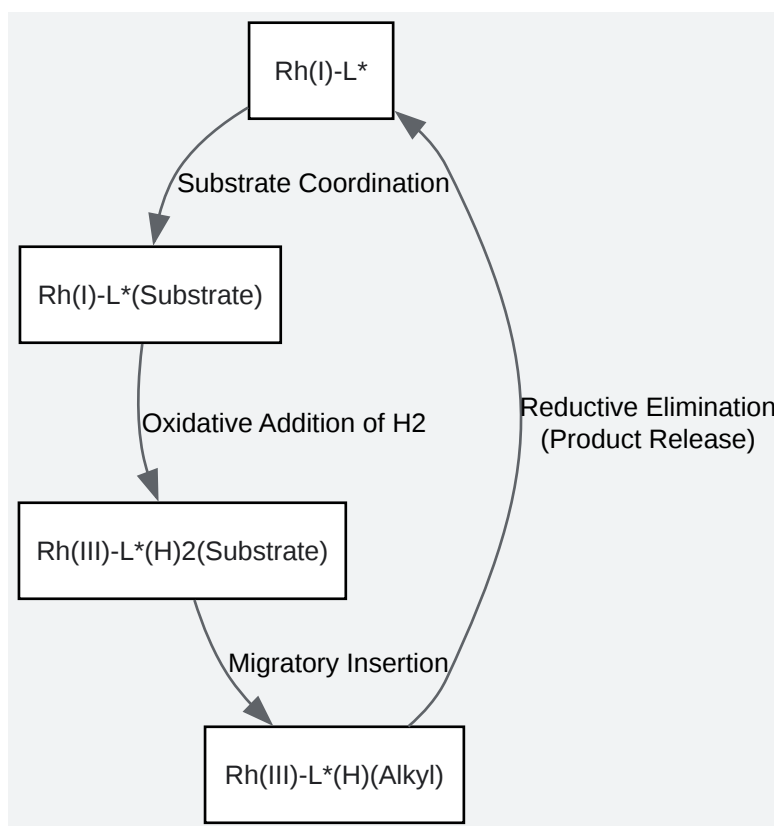 Rh(I)-L*
Substrate Coordination
Rh(I)-L*(Substrate)
Oxidative Addition of H2
Reductive Elimination
(Product Release)
Rh(III)-L*(H)2(Substrate)
Migratory Insertion
Rh(III)-L*(H)(Alkyl)